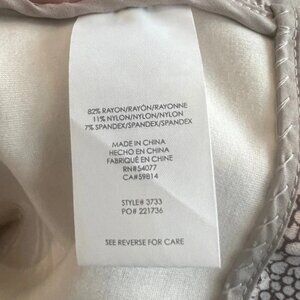 82% RAYON/RAYÓN/RAYONNE
11% NYLON/NYLON/NYLON
7% SPANDEX/SPANDEX/SPANDEX
MADE IN CHINA
HECHO EN CHINA
FABRIQUÉ EN CHINE
RN#54077
CA#59814
STYLE# 3733
PO# 221736
SEE REVERSE FOR CARE